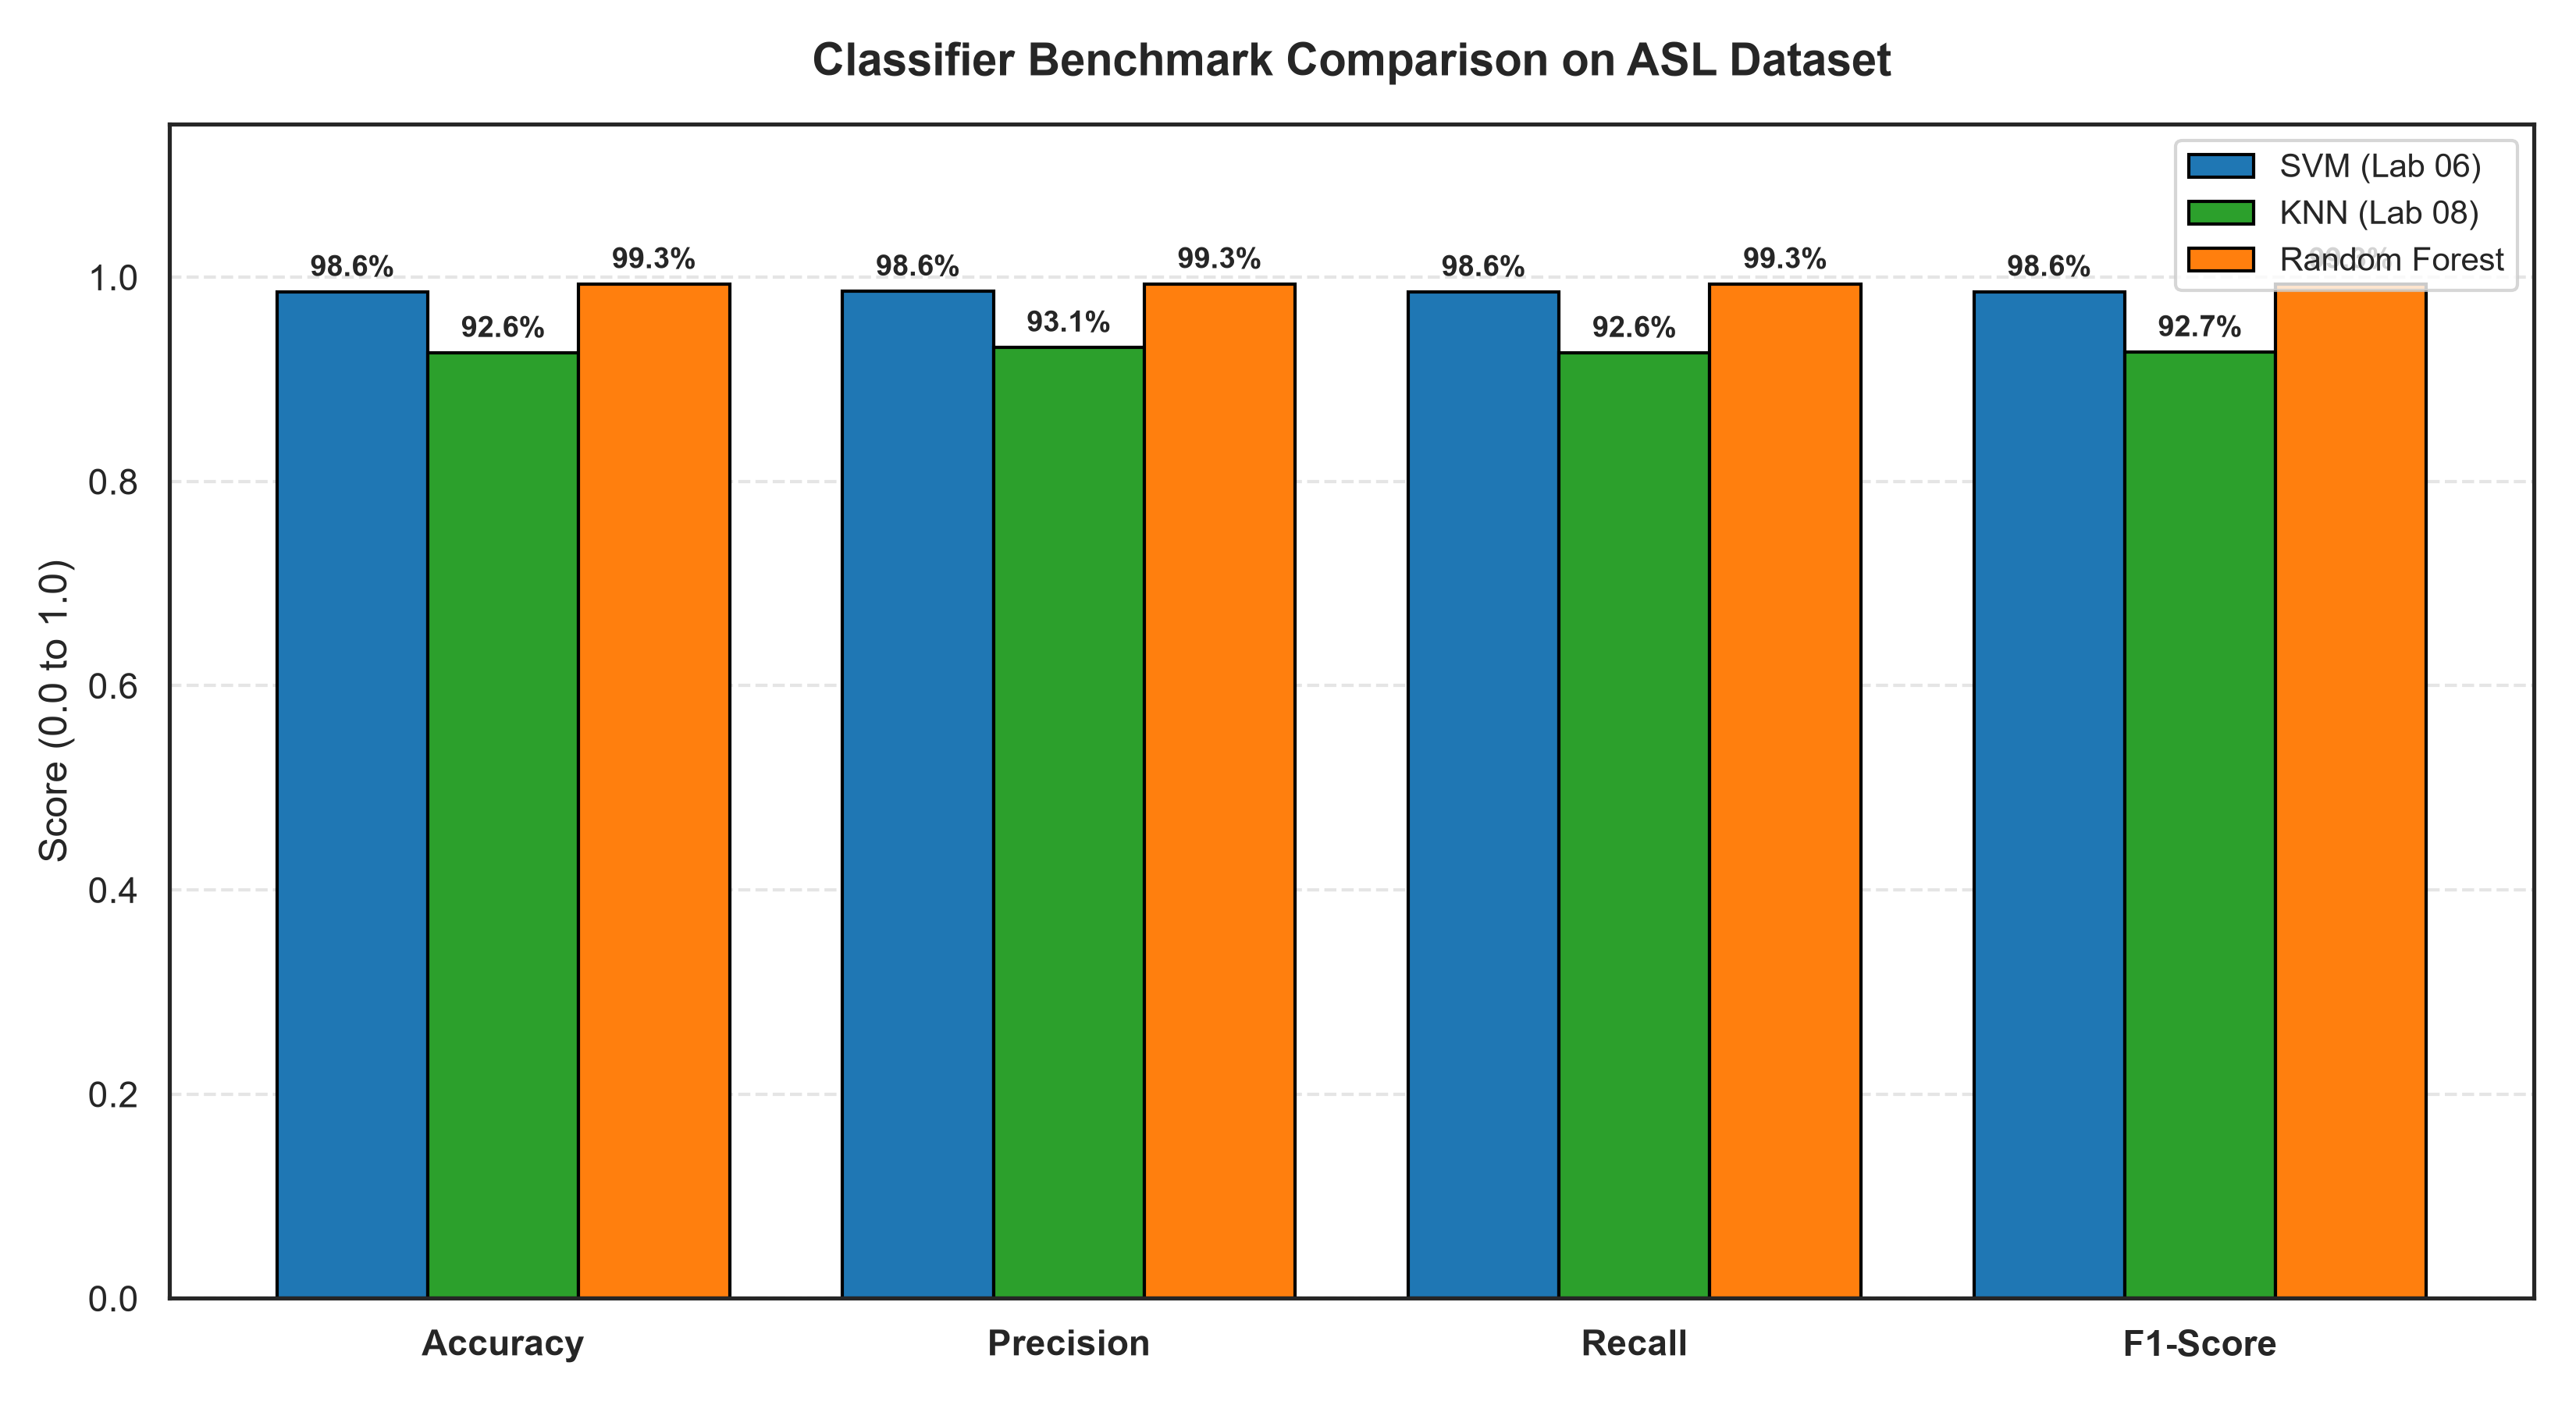 Classifier Benchmark Comparison on ASL Dataset
SVM (Lab 06)
KNN (Lab 08)
Random Forest
98.6%
92.6%
99.3%
98.6%
93.1%
99.3%
98.6%
92.6%
99.3%
98.6%
92.7%
99.3%
Score (0.0 to 1.0)
1.0
0.8
0.6
0.4
0.2
0.0
Accuracy
Precision
Recall
F1-Score